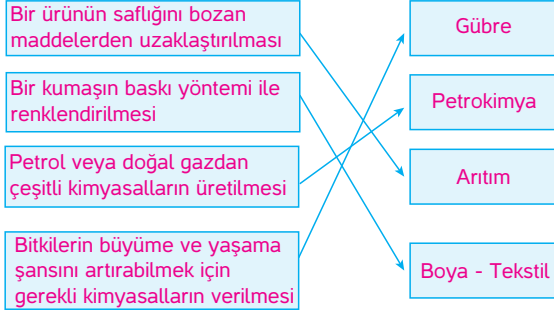 Bir ürünün saflığını bozan
maddelerden uzaklaştırılması
Bir kumaşın baskı yöntemi ile
renklendirilmesi
Petrol veya doğal gazdan
çeşitli kimyasalların üretilmesi
Bitkilerin büyüme ve yaşama
şansını artırabilmek için
gerekli kimyasalların verilmesi
Gübre
Petrokimya
Arıtım
Boya - Tekstil